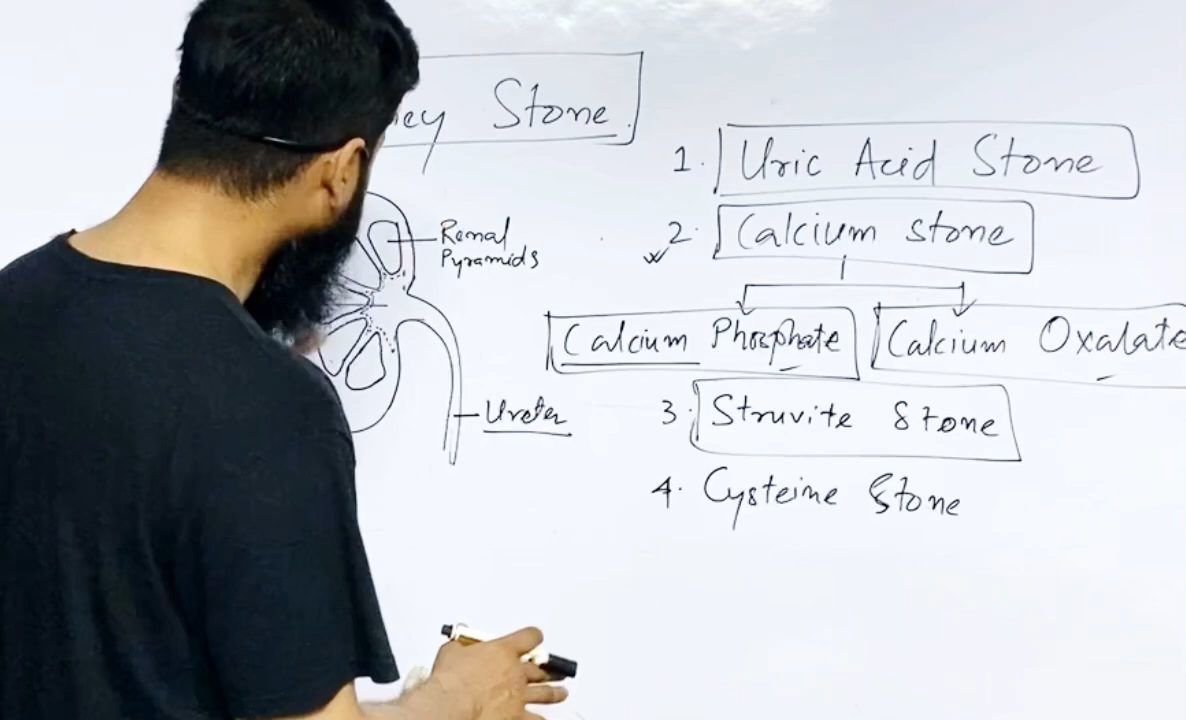 ey Stone
1. Uric Acid Stone
2. Calcium stone
Calcium Phosphate
Calcium Oxalate
3. Struvite Stone
4. Cysteine Stone
Renal
Pyramids
Ureter